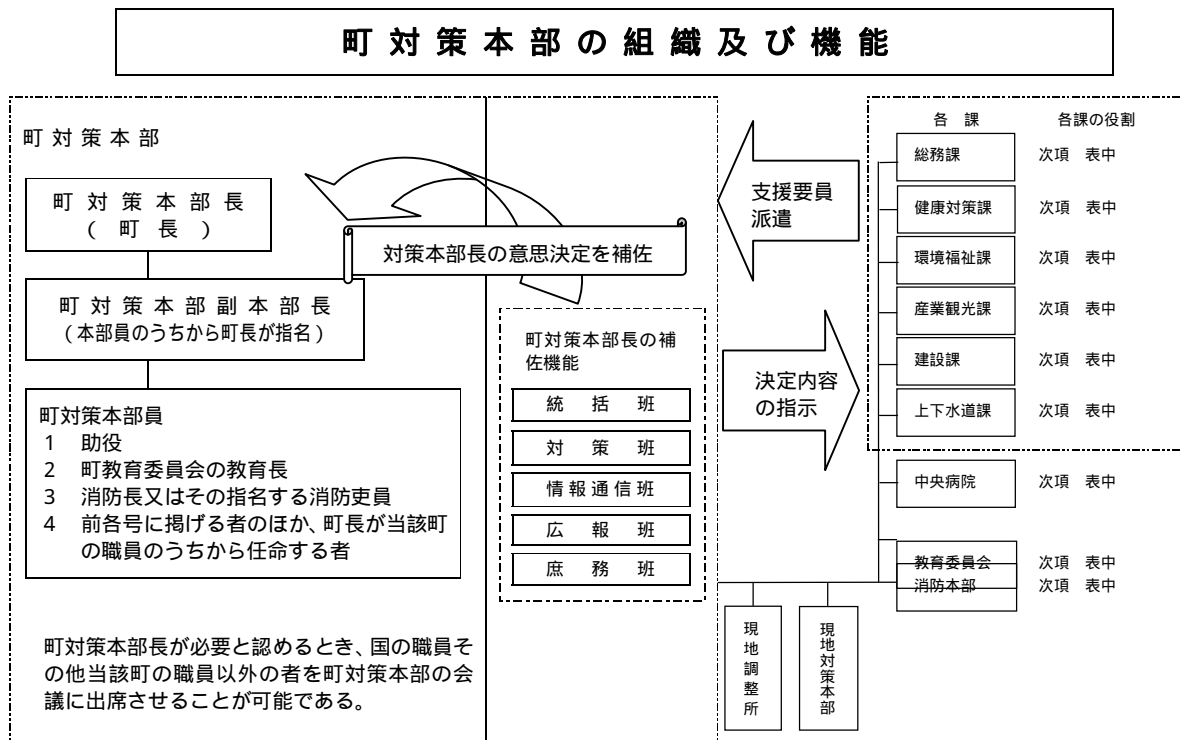 町対策本部の組織及び機能
町対策本部
町対策本部長
(町長)
町対策本部副本部長
(本部員のうちから町長が指名)
町対策本部員
1 助役
2 町教育委員会の教育長
3 消防長又はその指名する消防吏員
4 前各号に掲げる者のほか、町長が当該町
の職員のうちから任命する者
町対策本部長が必要と認めるとき、国の職員そ
の他当該町の職員以外の者を町対策本部の会
議に出席させることが可能である。
対策本部長の意思決定を補佐
町対策本部長の補
佐機能
統括班
対策班
情報通信班
広報班
庶務班
支援要員
派遣
決定内容
の指示
各課 各課の役割
総務課 次項 表中
健康対策課 次項 表中
環境福祉課 次項 表中
産業観光課 次項 表中
建設課 次項 表中
上下水道課 次項 表中
中央病院 次項 表中
教育委員会 次項 表中
消防本部 次項 表中
現地調整所
現地対策本部